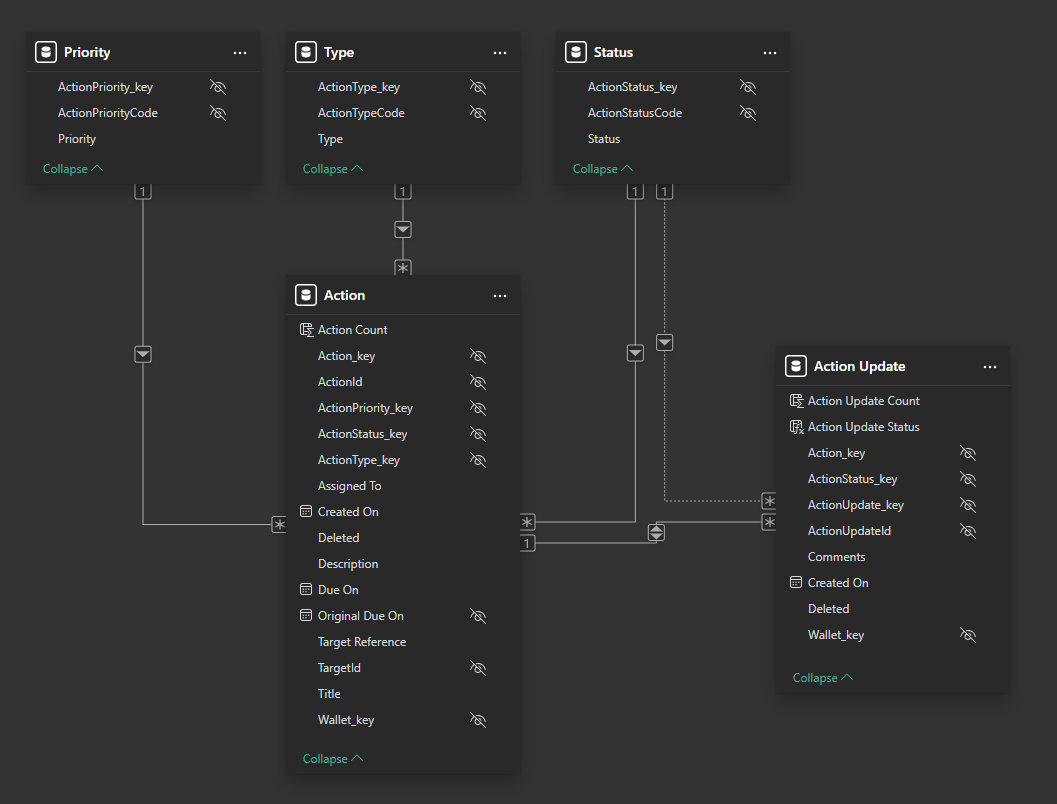 Priority
ActionPriority_key
ActionPriorityCode
Priority
Collapse
Type
ActionType_key
ActionTypeCode
Type
Collapse
Status
ActionStatus_key
ActionStatusCode
Status
Collapse
1
1
1
1
*
Action
Action Count
Action_key
ActionId
ActionPriority_key
ActionStatus_key
ActionType_key
Assigned To
Created On
Deleted
Description
Due On
Original Due On
Target Reference
TargetId
Title
Wallet_key
Collapse
*
*
1
*
*
Action Update
Action Update Count
Action Update Status
Action_key
ActionStatus_key
ActionUpdate_key
ActionUpdateId
Comments
Created On
Deleted
Wallet_key
Collapse